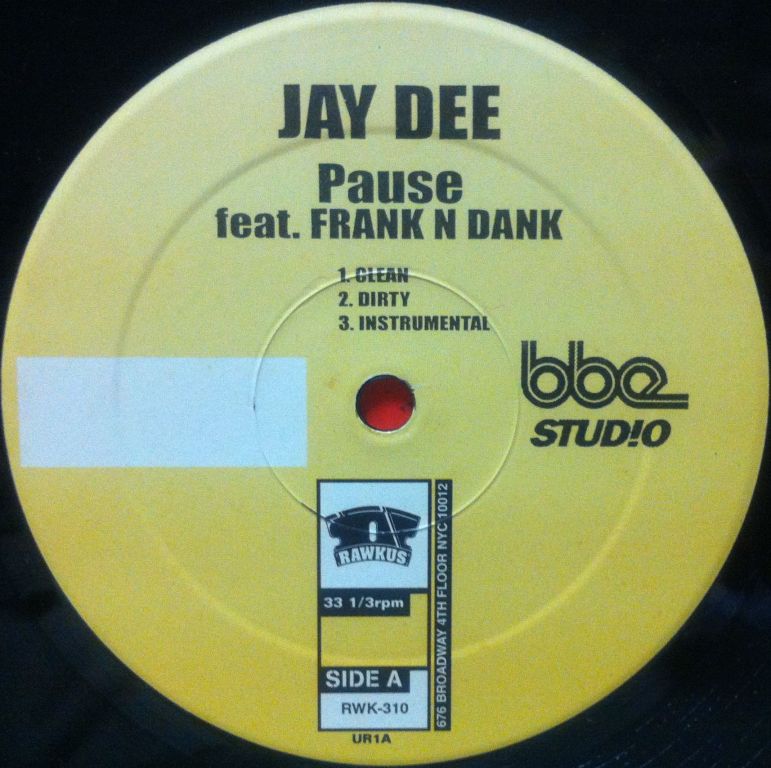 JAY DEE
Pause
feat. FRANK N DANK
1. CLEAN
2. DIRTY
3. INSTRUMENTAL
bbe
STUD!O
RAWKUS
33 1/3rpm
SIDE A
RWK-310
676 BROADWAY 4TH FLOOR NYC 10012
UR1A